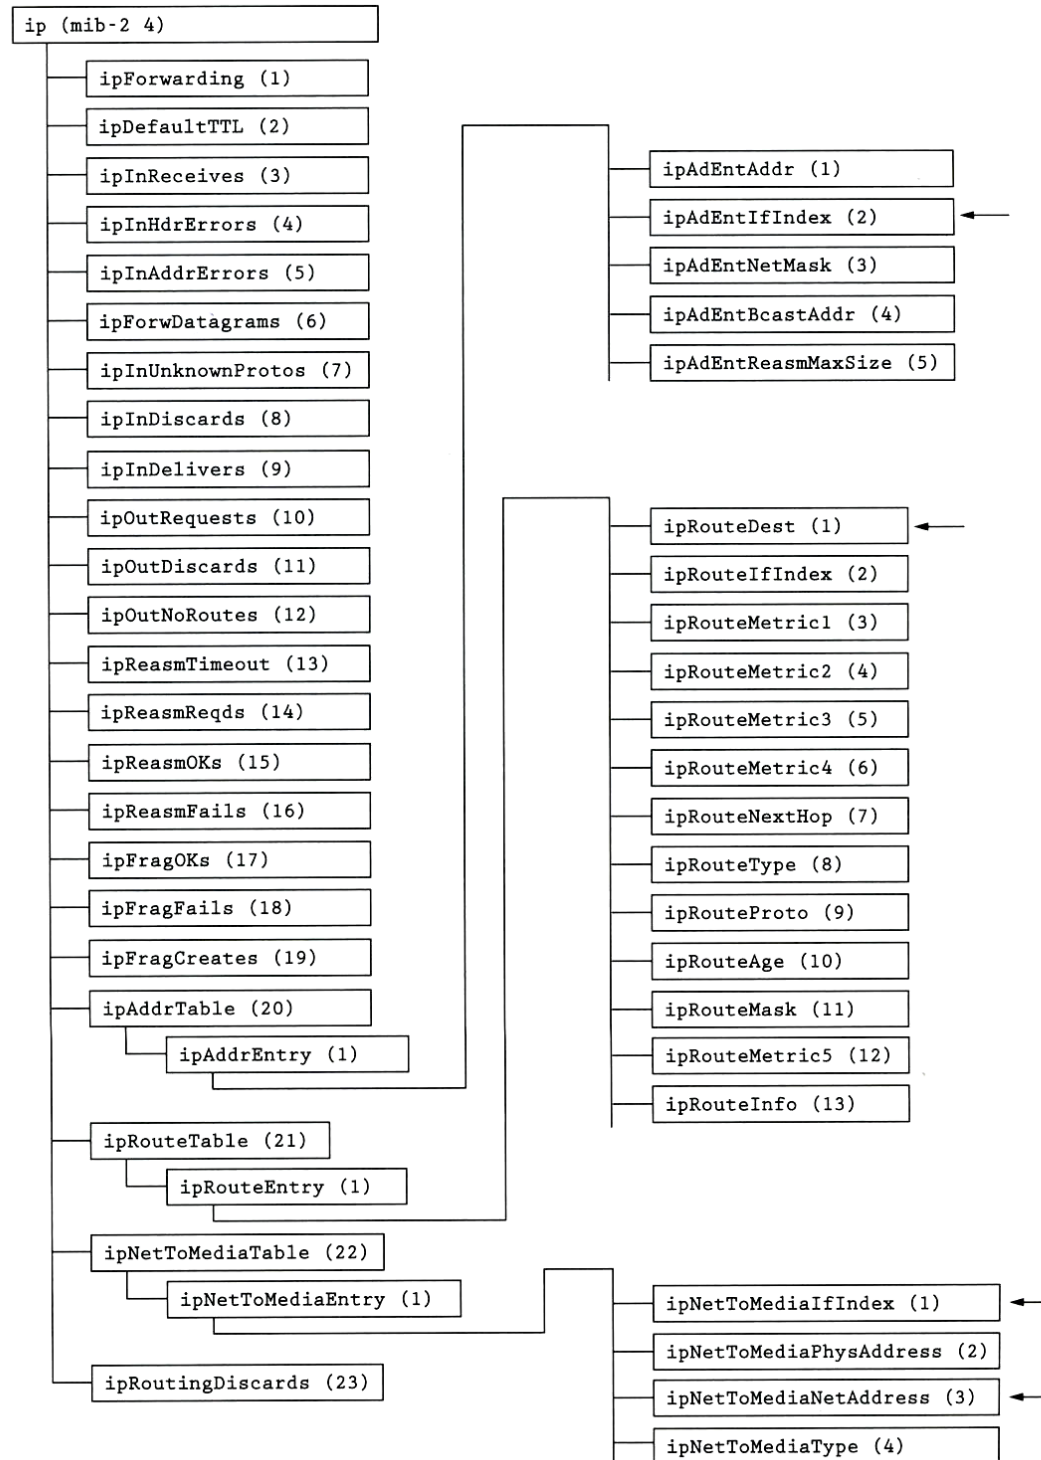 ip (mib-2 4)
ipForwarding (1)
ipDefaultTTL (2)
ipInReceives (3)
ipInHdrErrors (4)
ipInAddrErrors (5)
ipForwDatagrams (6)
ipInUnknownProtos (7)
ipInDiscards (8)
ipInDelivers (9)
ipOutRequests (10)
ipOutDiscards (11)
ipOutNoRoutes (12)
ipReasmTimeout (13)
ipReasmReqds (14)
ipReasmOKs (15)
ipReasmFails (16)
ipFragOKs (17)
ipFragFails (18)
ipFragCreates (19)
ipAddrTable (20)
ipAddrEntry (1)
ipRouteTable (21)
ipRouteEntry (1)
ipNetToMediaTable (22)
ipNetToMediaEntry (1)
ipRoutingDiscards (23)
ipAdEntAddr (1)
ipAdEntIfIndex (2)
ipAdEntNetMask (3)
ipAdEntBcastAddr (4)
ipAdEntReasmMaxSize (5)
ipRouteDest (1)
ipRouteIfIndex (2)
ipRouteMetric1 (3)
ipRouteMetric2 (4)
ipRouteMetric3 (5)
ipRouteMetric4 (6)
ipRouteNextHop (7)
ipRouteType (8)
ipRouteProto (9)
ipRouteAge (10)
ipRouteMask (11)
ipRouteMetric5 (12)
ipRouteInfo (13)
ipNetToMediaIfIndex (1)
ipNetToMediaPhysAddress (2)
ipNetToMediaNetAddress (3)
ipNetToMediaType (4)